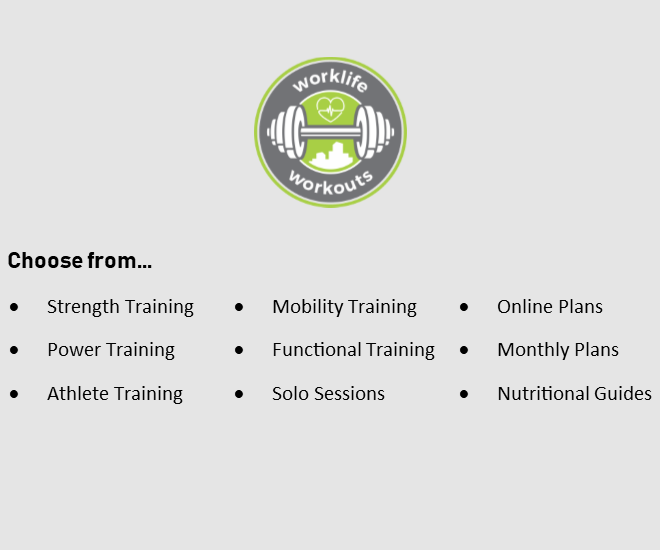 worklife
workouts
Choose from...
• Strength Training
• Power Training
• Athlete Training
• Mobility Training
• Functional Training
• Solo Sessions
• Online Plans
• Monthly Plans
• Nutritional Guides